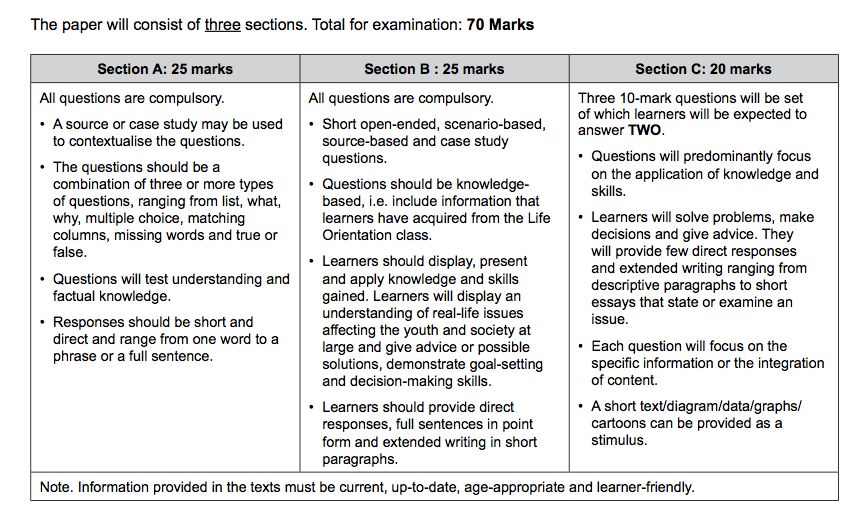 The paper will consist of three sections. Total for examination: 70 Marks
Section A: 25 marks
All questions are compulsory.
• A source or case study may be used
to contextualise the questions.
• The questions should be a
combination of three or more types
of questions, ranging from list, what,
why, multiple choice, matching
columns, missing words and true or
false.
• Questions will test understanding and
factual knowledge.
• Responses should be short and
direct and range from one word to a
phrase or a full sentence.
Section B : 25 marks
All questions are compulsory.
• Short open-ended, scenario-based,
source-based and case study
questions.
• Questions should be knowledge-
based, i.e. include information that
learners have acquired from the Life
Orientation class.
• Learners should display, present
and apply knowledge and skills
gained. Learners will display an
understanding of real-life issues
affecting the youth and society at
large and give advice or possible
solutions, demonstrate goal-setting
and decision-making skills.
• Learners should provide direct
responses, full sentences in point
form and extended writing in short
paragraphs.
Section C: 20 marks
Three 10-mark questions will be set
of which learners will be expected to
answer TWO.
• Questions will predominantly focus
on the application of knowledge and
skills.
• Learners will solve problems, make
decisions and give advice. They
will provide few direct responses
and extended writing ranging from
descriptive paragraphs to short
essays that state or examine an
issue.
• Each question will focus on the
specific information or the integration
of content.
• A short text/diagram/data/graphs/
cartoons can be provided as a
stimulus.
Note. Information provided in the texts must be current, up-to-date, age-appropriate and learner-friendly.